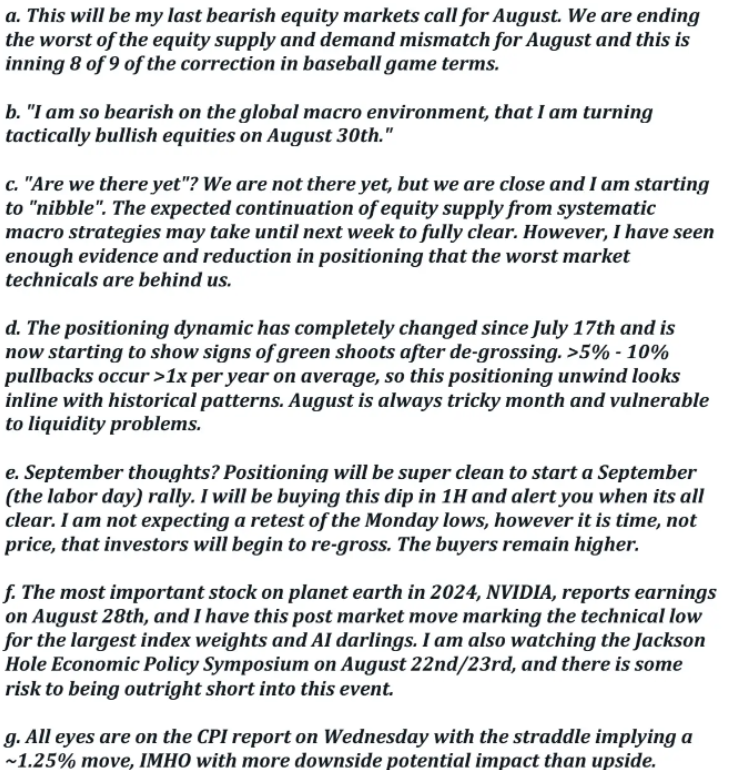 a. This will be my last bearish equity markets call for August. We are ending
the worst of the equity supply and demand mismatch for August and this is
inning 8 of 9 of the correction in baseball game terms.
b. "I am so bearish on the global macro environment, that I am turning
tactically bullish equities on August 30th."
c. "Are we there yet"? We are not there yet, but we are close and I am starting
to "nibble". The expected continuation of equity supply from systematic
macro strategies may take until next week to fully clear. However, I have seen
enough evidence and reduction in positioning that the worst market
technicals are behind us.
d. The positioning dynamic has completely changed since July 17th and is
now starting to show signs of green shoots after de-grossing. >5% - 10%
pullbacks occur >1x per year on average, so this positioning unwind looks
inline with historical patterns. August is always tricky month and vulnerable
to liquidity problems.
e. September thoughts? Positioning will be super clean to start a September
(the labor day) rally. I will be buying this dip in 1H and alert you when its all
clear. I am not expecting a retest of the Monday lows, however it is time, not
price, that investors will begin to re-gross. The buyers remain higher.
f. The most important stock on planet earth in 2024, NVIDIA, reports earnings
on August 28th, and I have this post market move marking the technical low
for the largest index weights and AI darlings. I am also watching the Jackson
Hole Economic Policy Symposium on August 22nd/23rd, and there is some
risk to being outright short into this event.
g. All eyes are on the CPI report on Wednesday with the straddle implying a
~1.25% move, IMHO with more downside potential impact than upside.